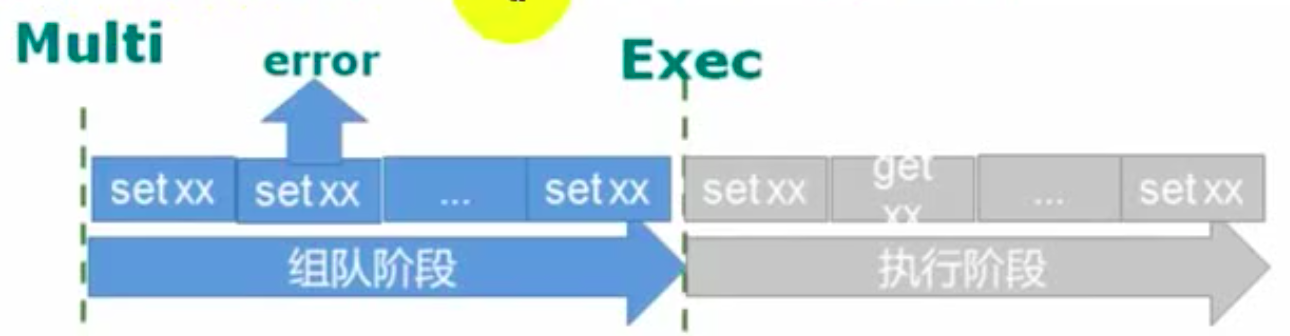 Multi
error
Exec
set xx
set xx
...
set xx
set xx
get
xx
...
set xx
组队阶段
执行阶段